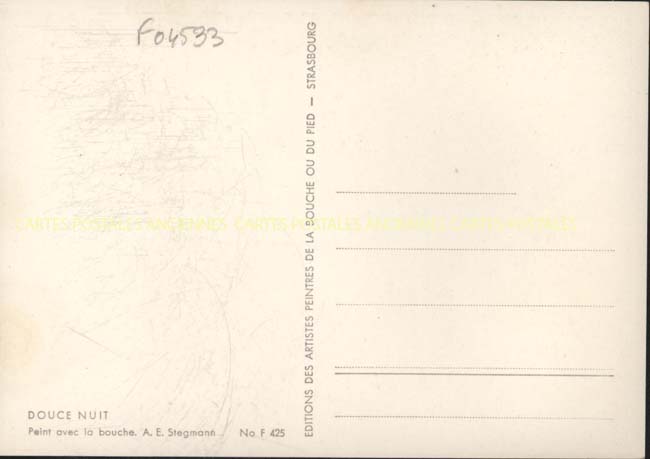 F04533
EDITIONS DES ARTISTES PEINTRES DE LA BOUCHE OU DU PIED — STRASBOURG
CARTES POSTALES ANCIENNES CARTES POSTALES ANCIENNES CARTES POSTALES
DOUCE NUIT
Peint avec la bouche. A. E. Stegmann No F 425